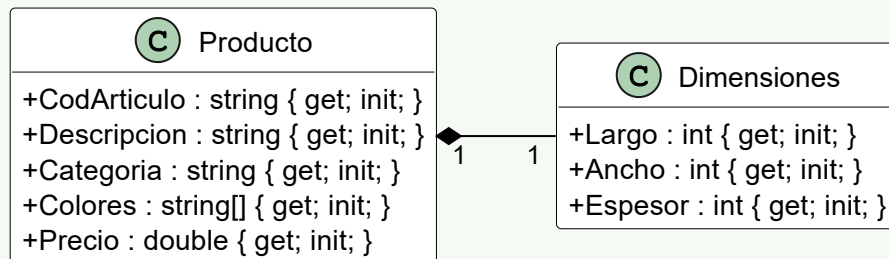 C Producto
+CodArticulo : string { get; init; }
+Descripcion : string { get; init; }
+Categoria : string { get; init; }
+Colores : string[] { get; init; }
+Precio : double { get; init; }
1 1
C Dimensiones
+Largo : int { get; init; }
+Ancho : int { get; init; }
+Espesor : int { get; init; }